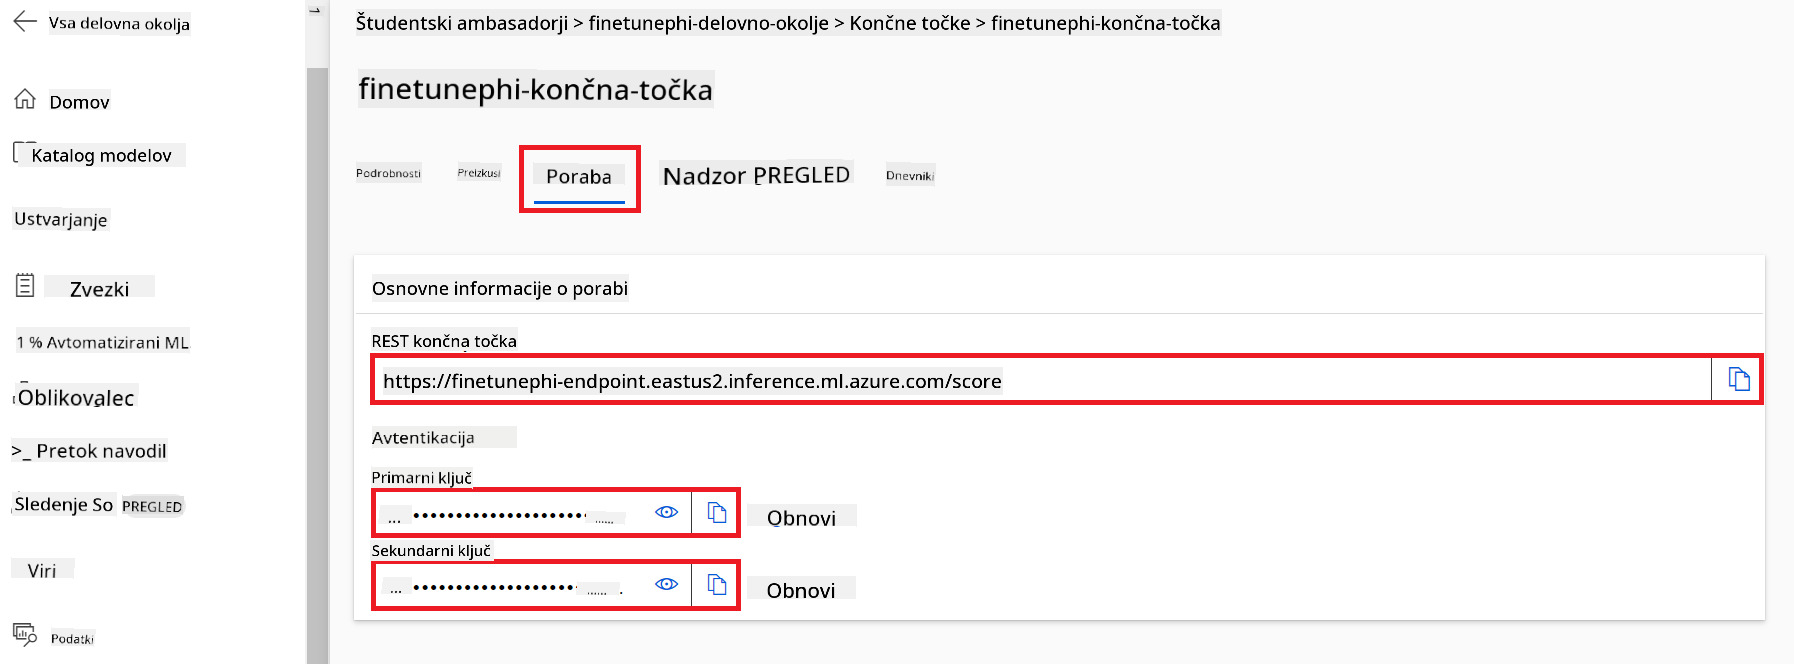 Vsa delovna okolja
Domov
Katalog modelov
Ustvarjanje
Zvezki
1 % Avtomatizirani ML
Oblikovalec
>_ Pretok navodil
Sledenje So PREGLED
Viri
Podatki
Študentski ambasadorji > finetunephi-delovno-okolje > Končne točke > finetunephi-končna-točka
finetunephi-končna-točka
Podrobnosti Preizkusi Poraba Nadzor PREGLED Dnevniki
Osnovne informacije o porabi
REST končna točka
https://finetunephi-endpoint.eastus2.inference.ml.azure.com/score
Avtentikacija
Primarni ključ
Obnovi
Sekundarni ključ
Obnovi